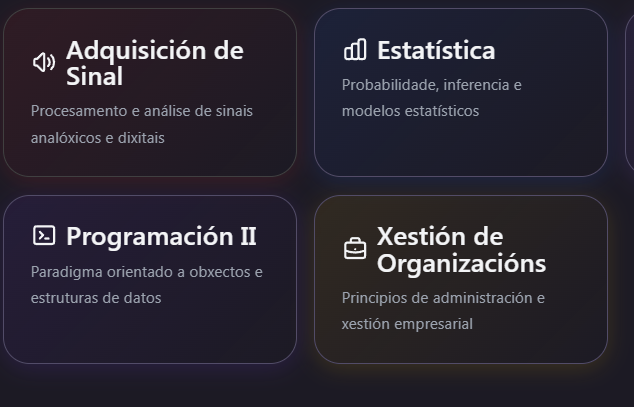 Adquisición de
Sinal
Procesamento e análise de sinais
analóxicos e dixitais
Estatística
Probabilidade, inferencia e
modelos estatísticos
Programación II
Paradigma orientado a obxectos e
estruturas de datos
Xestión de
Organizacións
Principios de administración e
xestión empresarial